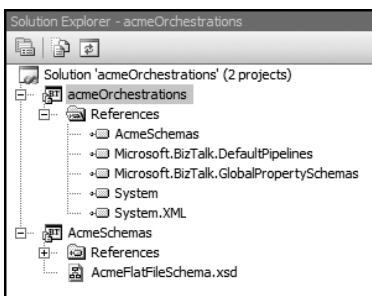 Solution Explorer - acmeOrchestrations
Solution 'acmeOrchestrations' (2 projects)
acmeOrchestrations
References
AcmeSchemas
Microsoft.BizTalk.DefaultPipelines
Microsoft.BizTalk.GlobalPropertySchemas
System
System.XML
AcmeSchemas
References
AcmeFlatFileSchema.xsd